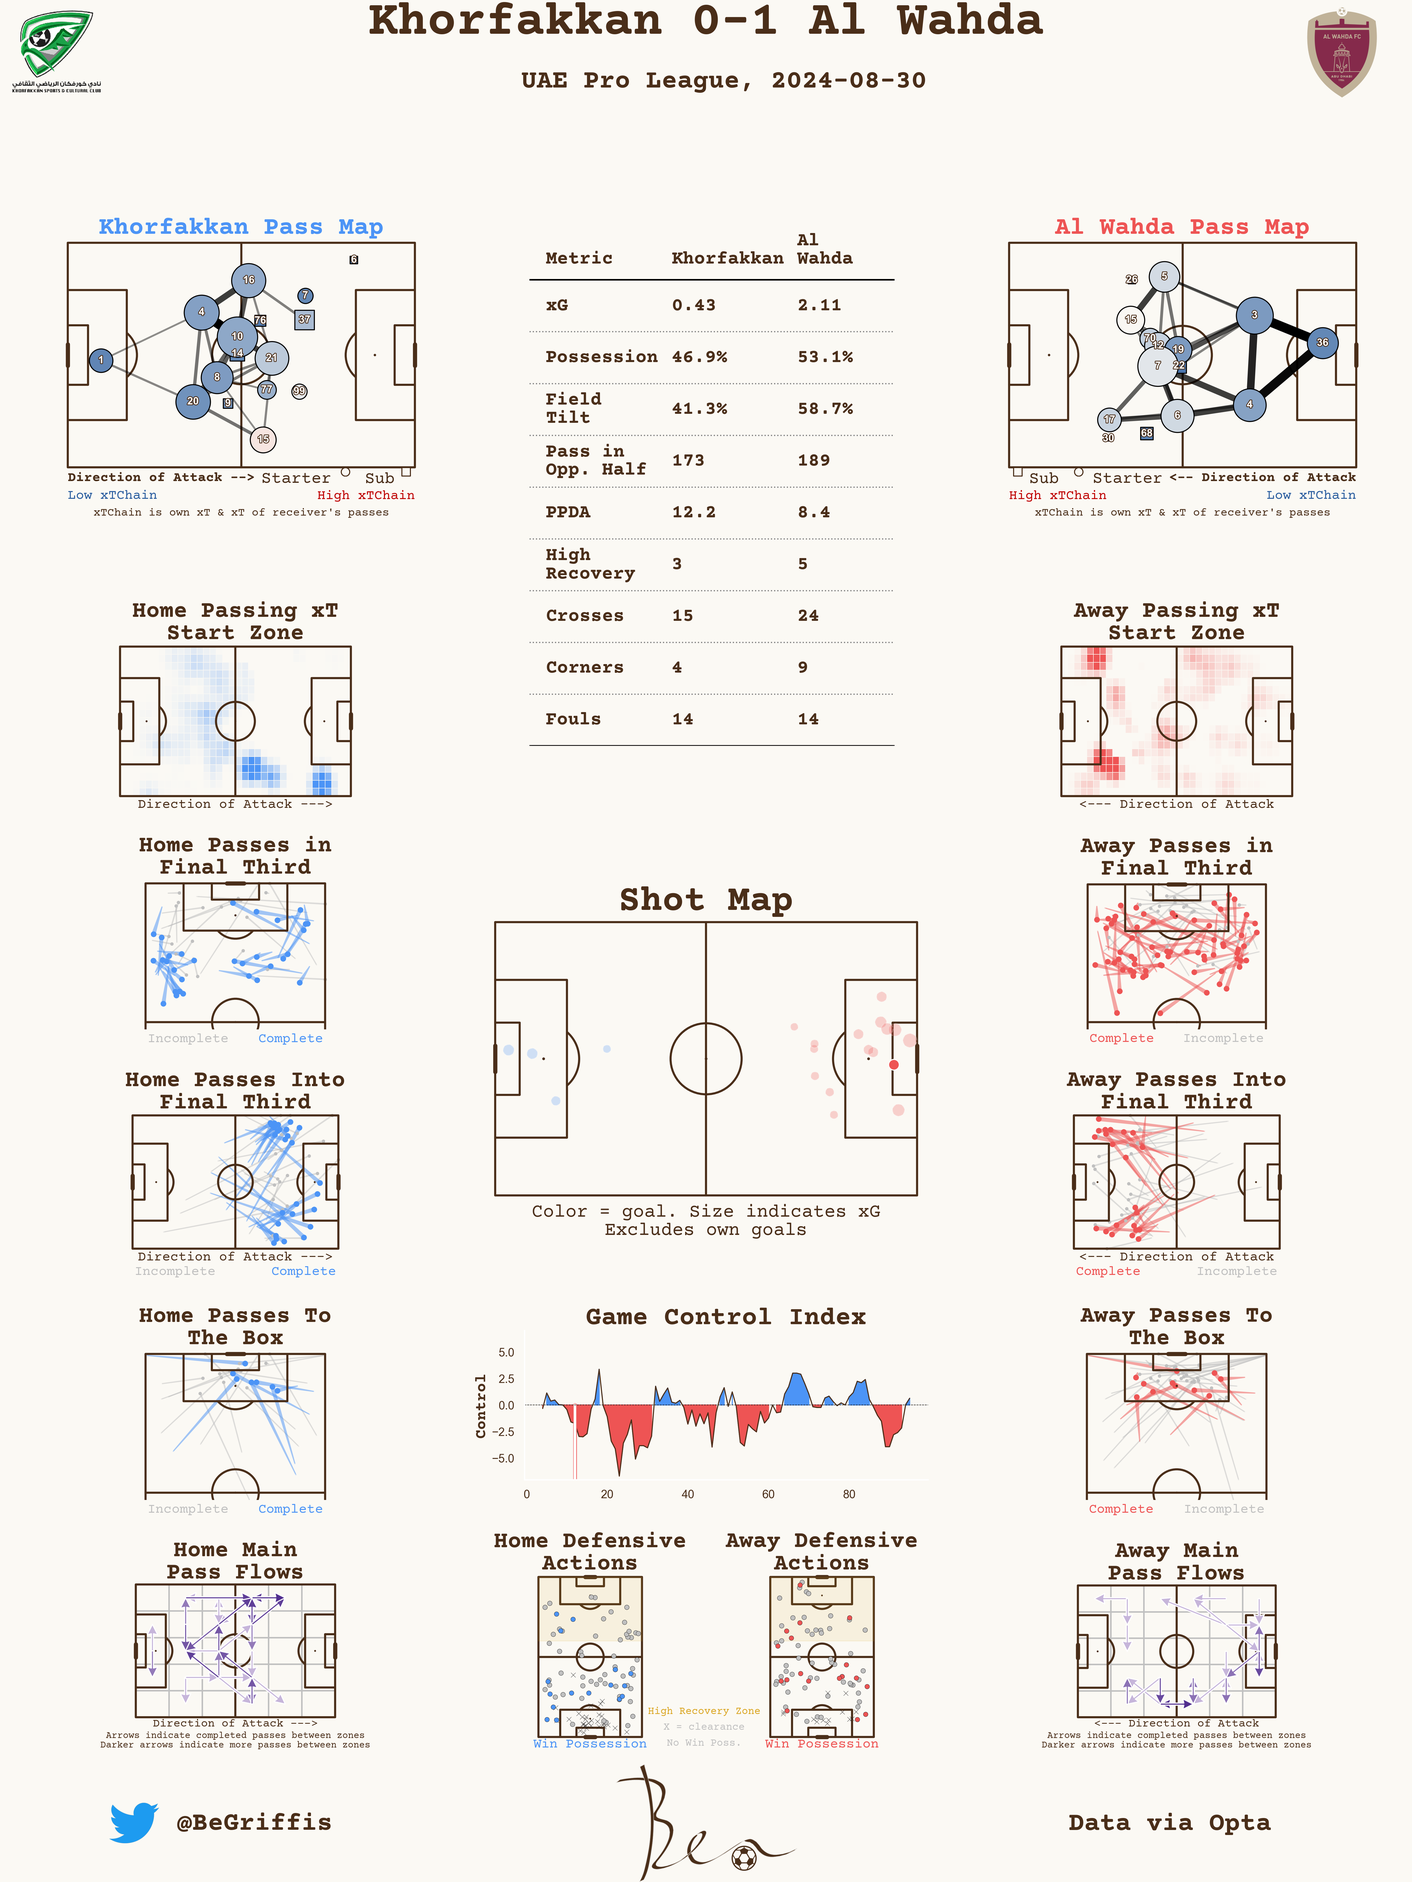 Khorfakkan 0-1 Al Wahda
UAE Pro League, 2024-08-30
نادي خورفكان الرياضي الثقافي
KHORFAKKAN SPORTS & CULTURAL CLUB
AL WAHDA FC
Khorfakkan Pass Map
6
16
7
4
76
37
10
14
21
1
8
77
99
20
9
15
Direction of Attack --> Starter Sub
Low xTChain High xTChain
xTChain is own xT & xT of receiver's passes
Metric Khorfakkan Al Wahda
xG 0.43 2.11
Possession 46.9% 53.1%
Field Tilt 41.3% 58.7%
Pass in Opp. Half 173 189
PPDA 12.2 8.4
High Recovery 3 5
Crosses 15 24
Corners 4 9
Fouls 14 14
Al Wahda Pass Map
26
5
15
3
70
12
19
36
7
22
4
6
17
30
68
Sub Starter <-- Direction of Attack
High xTChain Low xTChain
xTChain is own xT & xT of receiver's passes
Home Passing xT
Start Zone
Direction of Attack --->
Away Passing xT
Start Zone
<--- Direction of Attack
Home Passes in
Final Third
Incomplete Complete
Away Passes in
Final Third
Complete Incomplete
Shot Map
Color = goal. Size indicates xG
Excludes own goals
Home Passes Into
Final Third
Direction of Attack --->
Incomplete Complete
Away Passes Into
Final Third
<--- Direction of Attack
Complete Incomplete
Home Passes To
The Box
Incomplete Complete
Game Control Index
Control
5.0
2.5
0.0
−2.5
−5.0
0 20 40 60 80
Away Passes To
The Box
Complete Incomplete
Home Main
Pass Flows
Direction of Attack --->
Arrows indicate completed passes between zones
Darker arrows indicate more passes between zones
Home Defensive
Actions
Win Possession
High Recovery Zone
X = clearance
No Win Poss.
Away Defensive
Actions
Win Possession
Away Main
Pass Flows
<--- Direction of Attack
Arrows indicate completed passes between zones
Darker arrows indicate more passes between zones
@BeGriffis
Ben
Data via Opta